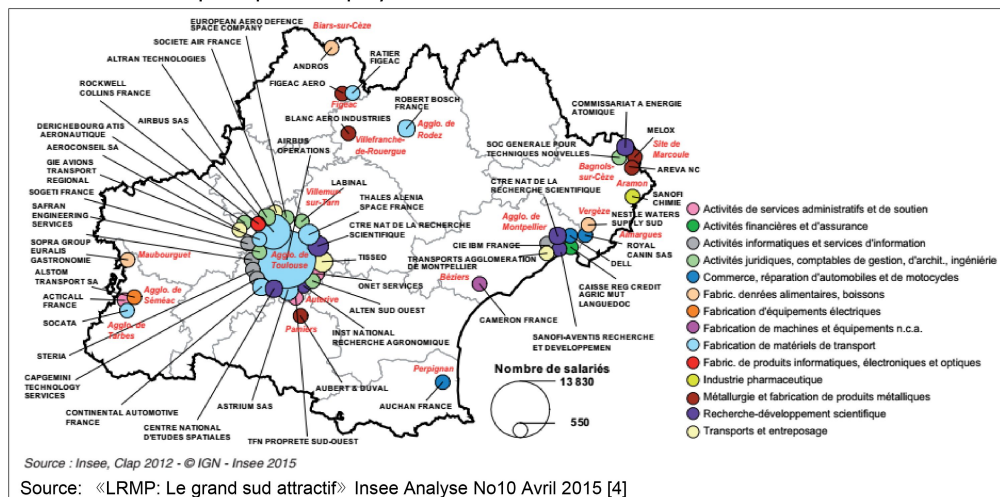 EUROPEAN AERO DEFENCE
SPACE COMPANY
SOCIETE AIR FRANCE
ALTRAN TECHNOLOGIES
ROCKWELL
COLLINS FRANCE
AIRBUS SAS
DERICHEBOURG ATIS
AERONAUTIQUE
AEROCONSEIL SA
GIE AVIONS
TRANSPORT
REGIONAL
SOGETI FRANCE
SAFRAN
ENGINEERING
SERVICES
SOPRA GROUP
EURALIS
GASTRONOMIE
ALSTOM
TRANSPORT SA
ACTICALL
FRANCE
SOCATA
STERIA
CAPGEMINI
TECHNOLOGY
SERVICES
CONTINENTAL AUTOMOTIVE
FRANCE
CENTRE NATIONAL
D'ETUDES SPATIALES
ASTRIUM SAS
TFN PROPRETE SUD-OUEST
AUBERT & DUVAL
Maubourguet
Agglo. de
Séméac
Agglo. de
Tarbes
Biars-sur-Cèze
ANDROS
RATIER
FIGEAC
FIGEAC AERO
Figeac
BLANC AERO INDUSTRIES
Villefranche-
de-Rouergue
ROBERT BOSCH
FRANCE
Agglo. de
Rodez
AIRBUS
OPERATIONS
Villemur-
sur-Tarn
LABINAL
THALES ALENIA
SPACE FRANCE
CTRE NAT DE LA RECHERCHE
SCIENTIFIQUE
Agglo. de
Toulouse
TISSEO
ONET SERVICES
ALTEN SUD OUEST
Auterive
Pamiers
INST NATIONAL
RECHERCHE AGRONOMIQUE
Perpignan
AUCHAN FRANCE
COMMISSARIAT A ENERGIE
ATOMIQUE
MELOX
Site de
Marcoule
SOC GENERALE POUR
TECHNIQUES NOUVELLES
Bagnols-
sur-Cèze
AREVA NC
Aramon
SANOFI
CHIMIE
CTRE NAT DE LA
RECHERCHE SCIENTIFIQUE
Agglo. de
Montpellier
Vergèze
NESTLE WATERS
SUPPLY SUD
Aimargues
ROYAL
CANIN SAS
CIE IBM FRANCE
DELL
TRANSPORTS AGGLOMERATION
DE MONTPELLIER
Béziers
CAISSE REG CREDIT
AGRIC MUT
LANGUEDOC
CAMERON FRANCE
SANOFI-AVENTIS RECHERCHE
ET DEVELOPPEMEN
Nombre de salariés
13 830
550
Activités de services administratifs et de soutien
Activités financières et d'assurance
Activités informatiques et services d'information
Activités juridiques, comptables de gestion, d'archit., ingéniérie
Commerce, réparation d'automobiles et de motocycles
Fabric. denrées alimentaires, boissons
Fabrication d'équipements électriques
Fabrication de machines et équipements n.c.a.
Fabrication de matériels de transport
Fabric. de produits informatiques, électroniques et optiques
Industrie pharmaceutique
Métallurgie et fabrication de produits métalliques
Recherche-développement scientifique
Transports et entreposage
Source : Insee, Clap 2012 - © IGN - Insee 2015
Source: «LRMP: Le grand sud attractif» Insee Analyse No10 Avril 2015 [4]